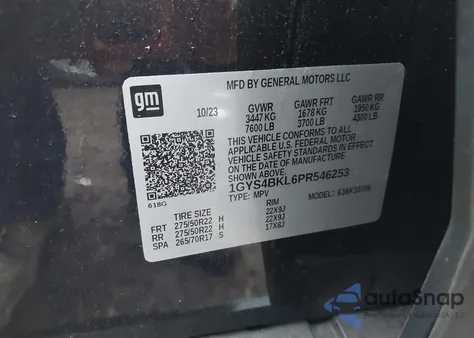 gm
MFD BY GENERAL MOTORS LLC
10/23 GVWR GAWR FRT GAWR RR
3447 KG 1678 KG 1950 KG
7600 LB 3700 LB 4300 LB
THIS VEHICLE CONFORMS TO ALL
APPLICABLE U.S. FEDERAL MOTOR
VEHICLE SAFETY STANDARDS IN EFFECT
ON THE DATE OF MANUFACTURE
SHOWN ABOVE.
1GYS4BKL6PR546253
618G
TYPE: MPV MODEL:
TIRE SIZE RIM
FRT 275/50R22 H 22X9J
RR 275/50R22 H 22X9J
SPA 265/70R17 S 17X8J
autoSnap